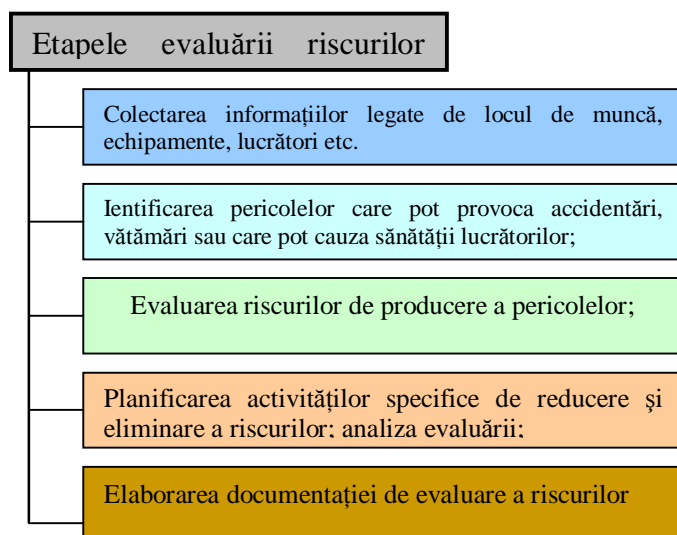 Etapele evaluării riscurilor
Colectarea informațiilor legate de locul de muncă,
echipamente, lucrători etc.
Ientificarea pericolelor care pot provoca accidentări,
vătămări sau care pot cauza sănătății lucrătorilor;
Evaluarea riscurilor de producere a pericolelor;
Planificarea activităților specifice de reducere şi
eliminare a riscurilor; analiza evaluării;
Elaborarea documentației de evaluare a riscurilor